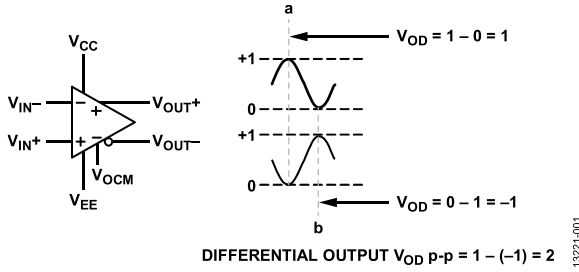 a
VCC
VOD = 1 – 0 = 1
+1
VIN–
–
+
VOUT+
0
+1
VIN+
+
–
VOUT–
VOCM
0
VEE
VOD = 0 – 1 = –1
b
DIFFERENTIAL OUTPUT VOD p-p = 1 – (–1) = 2
13221-001